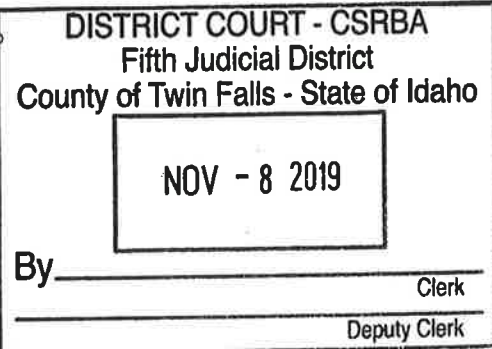 DISTRICT COURT - CSRBA
Fifth Judicial District
County of Twin Falls - State of Idaho
NOV - 8 2019
By
Clerk
Deputy Clerk